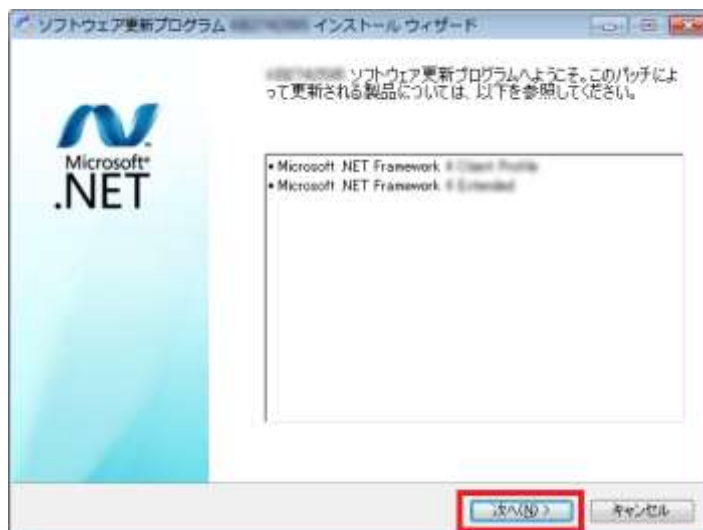 ソフトウェア更新プログラム インストール ウィザード
ソフトウェア更新プログラムへようこそ。このパッチによ
って更新される製品については、以下を参照してください。
Microsoft®
.NET
• Microsoft .NET Framework
• Microsoft .NET Framework
次へ(N) >
キャンセル